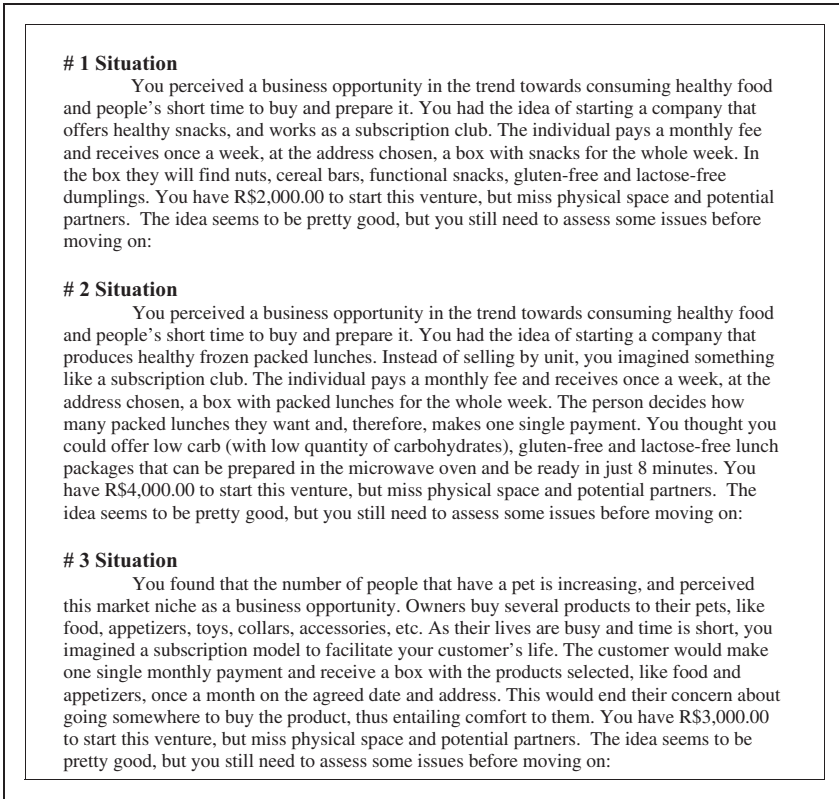 # 1 Situation
You perceived a business opportunity in the trend towards consuming healthy food
and people's short time to buy and prepare it. You had the idea of starting a company that
offers healthy snacks, and works as a subscription club. The individual pays a monthly fee
and receives once a week, at the address chosen, a box with snacks for the whole week. In
the box they will find nuts, cereal bars, functional snacks, gluten-free and lactose-free
dumplings. You have R$2,000.00 to start this venture, but miss physical space and potential
partners.  The idea seems to be pretty good, but you still need to assess some issues before
moving on:
# 2 Situation
You perceived a business opportunity in the trend towards consuming healthy food
and people's short time to buy and prepare it. You had the idea of starting a company that
produces healthy frozen packed lunches. Instead of selling by unit, you imagined something
like a subscription club. The individual pays a monthly fee and receives once a week, at the
address chosen, a box with packed lunches for the whole week. The person decides how
many packed lunches they want and, therefore, makes one single payment. You thought you
could offer low carb (with low quantity of carbohydrates), gluten-free and lactose-free lunch
packages that can be prepared in the microwave oven and be ready in just 8 minutes. You
have R$4,000.00 to start this venture, but miss physical space and potential partners.  The
idea seems to be pretty good, but you still need to assess some issues before moving on:
# 3 Situation
You found that the number of people that have a pet is increasing, and perceived
this market niche as a business opportunity. Owners buy several products to their pets, like
food, appetizers, toys, collars, accessories, etc. As their lives are busy and time is short, you
imagined a subscription model to facilitate your customer's life. The customer would make
one single monthly payment and receive a box with the products selected, like food and
appetizers, once a month on the agreed date and address. This would end their concern about
going somewhere to buy the product, thus entailing comfort to them. You have R$3,000.00
to start this venture, but miss physical space and potential partners.  The idea seems to be
pretty good, but you still need to assess some issues before moving on: